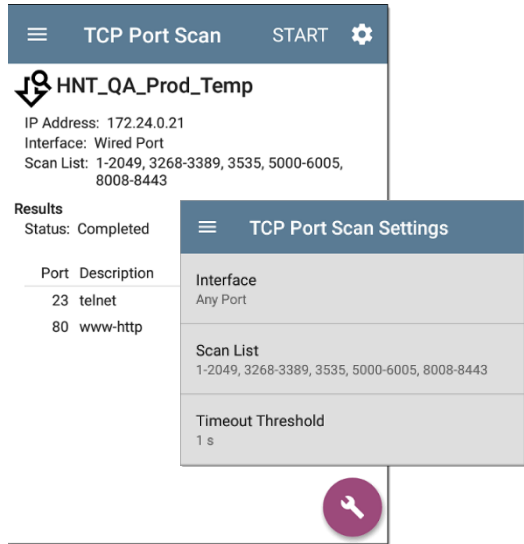 TCP Port Scan START
HNT_QA_Prod_Temp
IP Address: 172.24.0.21
Interface: Wired Port
Scan List: 1-2049, 3268-3389, 3535, 5000-6005,
8008-8443
Results
Status: Completed
Port Description
23 telnet
80 www-http
TCP Port Scan Settings
Interface
Any Port
Scan List
1-2049, 3268-3389, 3535, 5000-6005, 8008-8443
Timeout Threshold
1 s